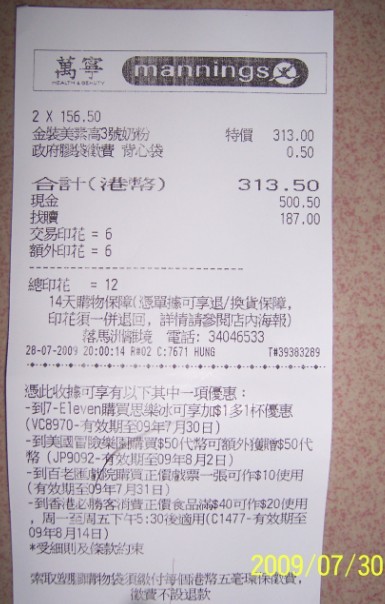 萬寧 mannings
HEALTH & BEAUTY
2 X 156.50
金裝美素高3號奶粉 特價 313.00
政府膠袋徵費 背心袋 0.50
合計(港幣) 313.50
現金 500.50
找贖 187.00
交易印花 = 6
額外印花 = 6
總印花 = 12
14天購物保障(憑單據可享退/換貨保障,
印花須一併退回, 詳情請參閱店內海報)
落馬洲離境 電話: 34046533
28-07-2009 20:00:14 R#02 C:7671 HUNG T#39383289
憑此收據可享有以下其中一項優惠:
-到7-Eleven購買思樂冰可享加$1多1杯優惠
(VC8970-有效期至09年7月30日)
-到美國冒險樂園購買$50代幣可額外獲贈$50代
幣 (JP9092-有效期至09年8月2日)
-到百老匯戲院購買正價戲票一張可作$10使用
(有效期至09年7月31日)
-到香港必勝客消費正價食品滿$40可作$20使用
, 周一至周五下午5:30後適用(C1477-有效期至
09年8月14日)
*受細則及條款約束
索取塑膠購物袋須繳付每個港幣五毫環保徵費,
徵費不設退款
2009/07/30